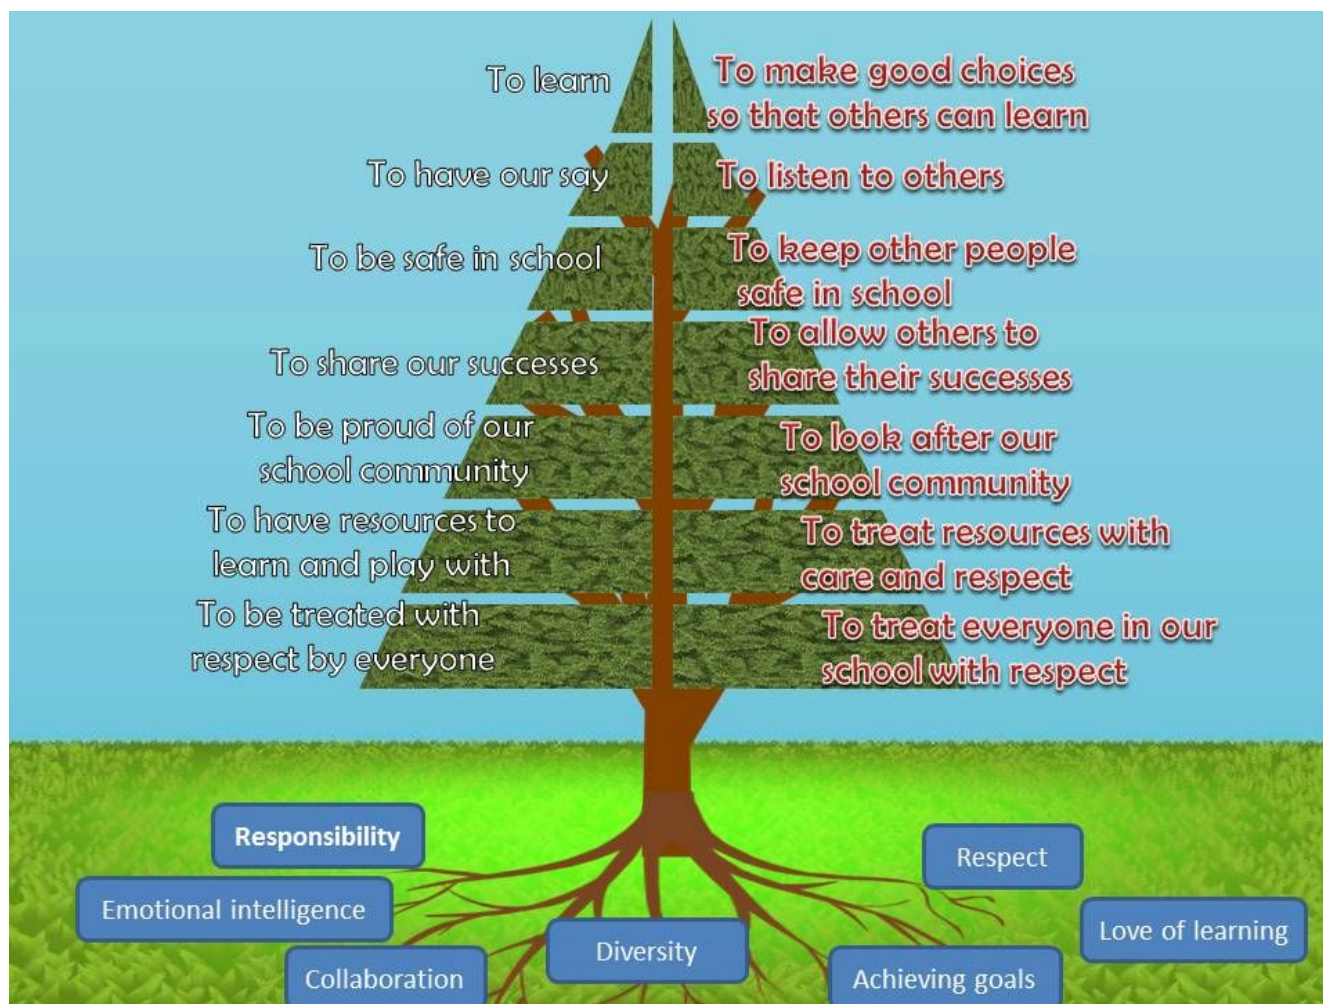 To learn
To make good choices
so that others can learn
To have our say
To listen to others
To be safe in school
To keep other people
safe in school
To share our successes
To allow others to
share their successes
To be proud of our
school community
To look after our
school community
To have resources to
learn and play with
To treat resources with
care and respect
To be treated with
respect by everyone
To treat everyone in our
school with respect
Responsibility
Respect
Emotional intelligence
Love of learning
Diversity
Collaboration
Achieving goals